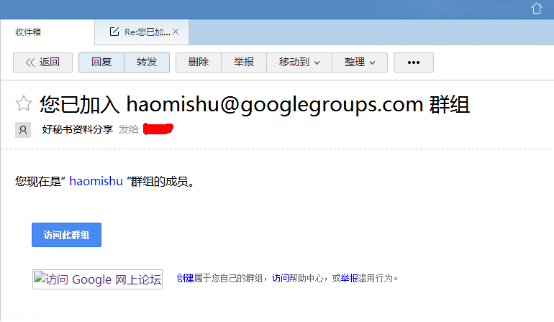 收件箱 Re:您已加...
返回 回复 转发 删除 举报 移动到 整理 •••
您已加入 haomishu@googlegroups.com 群组
好秘书资料分享 发给
您现在是“ haomishu ”群组的成员。
访问此群组
访问 Google 网上论坛 创建属于您自己的群组，访问帮助中心，或举报滥用行为。